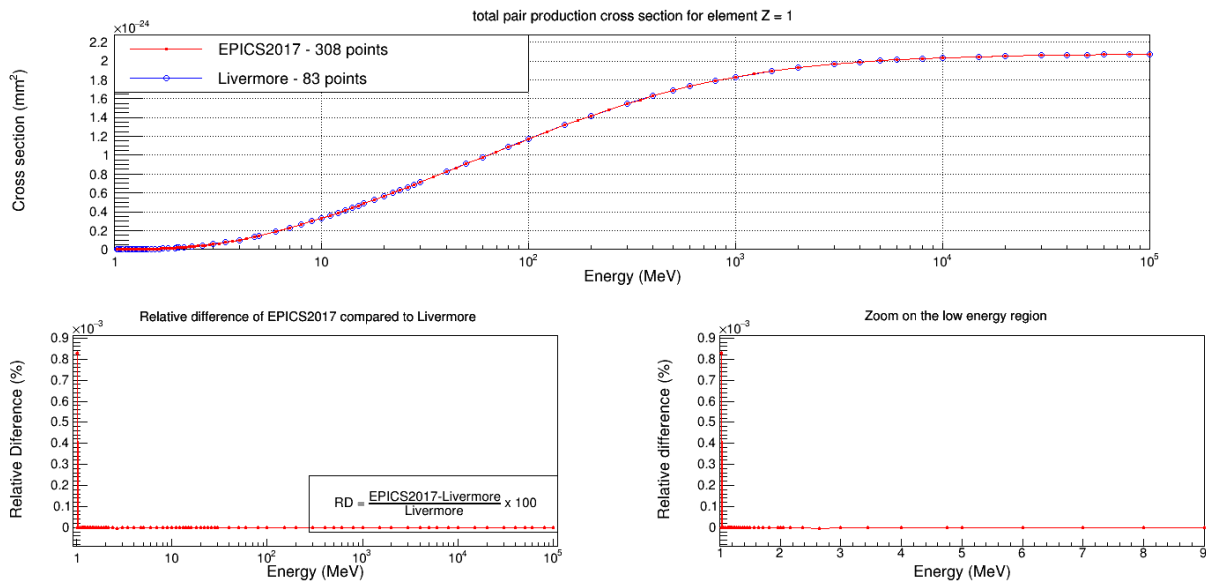 total pair production cross section for element Z = 1
×10⁻²⁴
Cross section (mm²)
2.2
2
1.8
1.6
1.4
1.2
1
0.8
0.6
0.4
0.2
0
EPICS2017 - 308 points
Livermore - 83 points
1 10 10² 10³ 10⁴ 10⁵
Energy (MeV)
Relative difference of EPICS2017 compared to Livermore
×10⁻³
Relative Diference (%)
0.9
0.8
0.7
0.6
0.5
0.4
0.3
0.2
0.1
0
RD = EPICS2017-Livermore / Livermore x 100
1 10 10² 10³ 10⁴ 10⁵
Energy (MeV)
Zoom on the low energy region
×10⁻³
Relative difference (%)
0.9
0.8
0.7
0.6
0.5
0.4
0.3
0.2
0.1
0
1 2 3 4 5 6 7 8 9
Energy (MeV)